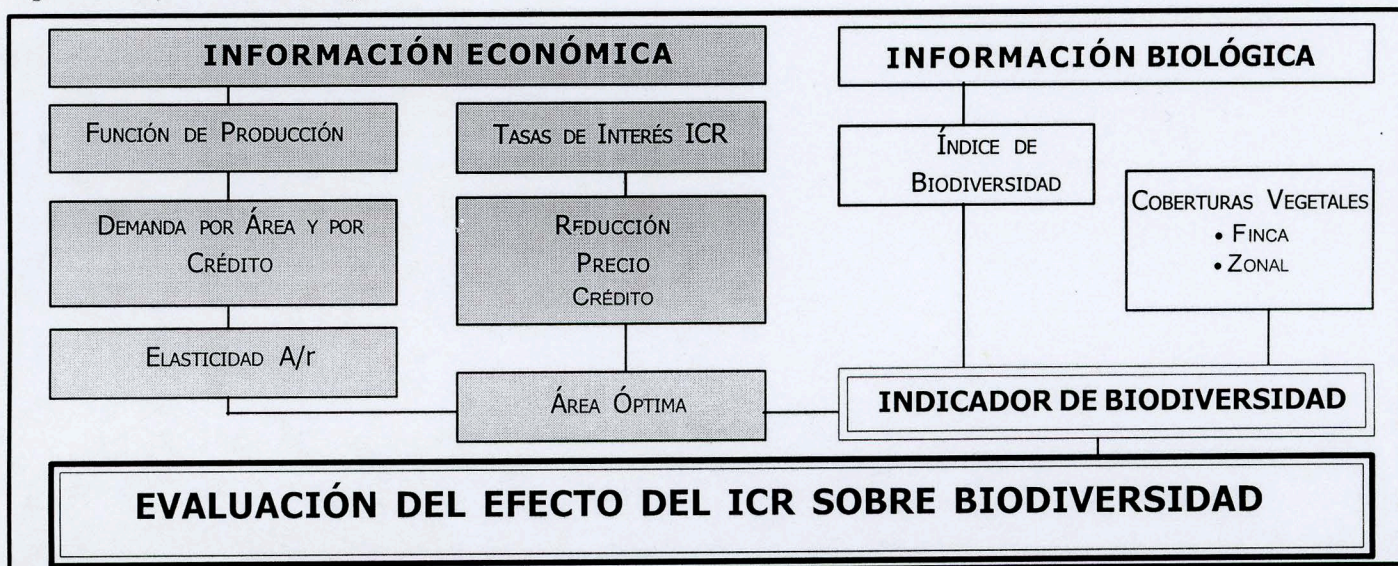 INFORMACIÓN ECONÓMICA
FUNCIÓN DE PRODUCCIÓN
TASAS DE INTERÉS ICR
DEMANDA POR ÁREA Y POR
CRÉDITO
REDUCCIÓN
PRECIO
CRÉDITO
ELASTICIDAD A/r
ÁREA ÓPTIMA
INFORMACIÓN BIOLÓGICA
ÍNDICE DE
BIODIVERSIDAD
COBERTURAS VEGETALES
• FINCA
• ZONAL
INDICADOR DE BIODIVERSIDAD
EVALUACIÓN DEL EFECTO DEL ICR SOBRE BIODIVERSIDAD